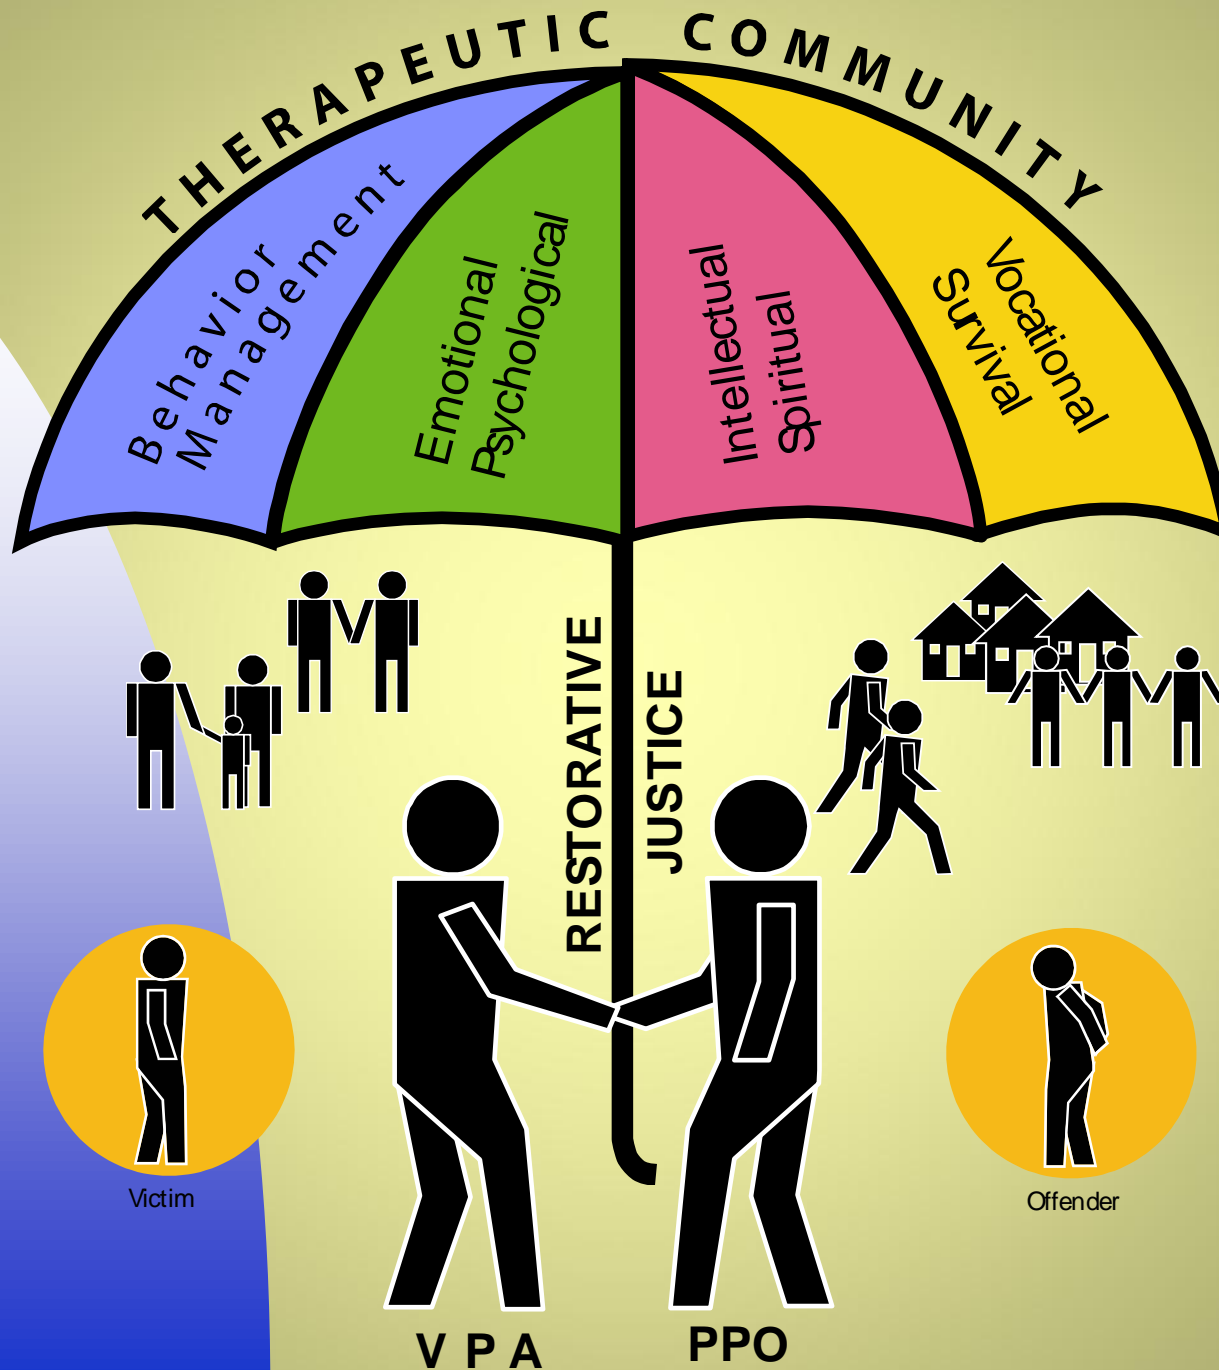 THERAPEUTIC COMMUNITY
Behavior
Management
Emotional
Psychological
Intellectual
Spiritual
Vocational
Survival
RESTORATIVE
JUSTICE
Victim
Offender
VPA
PPO